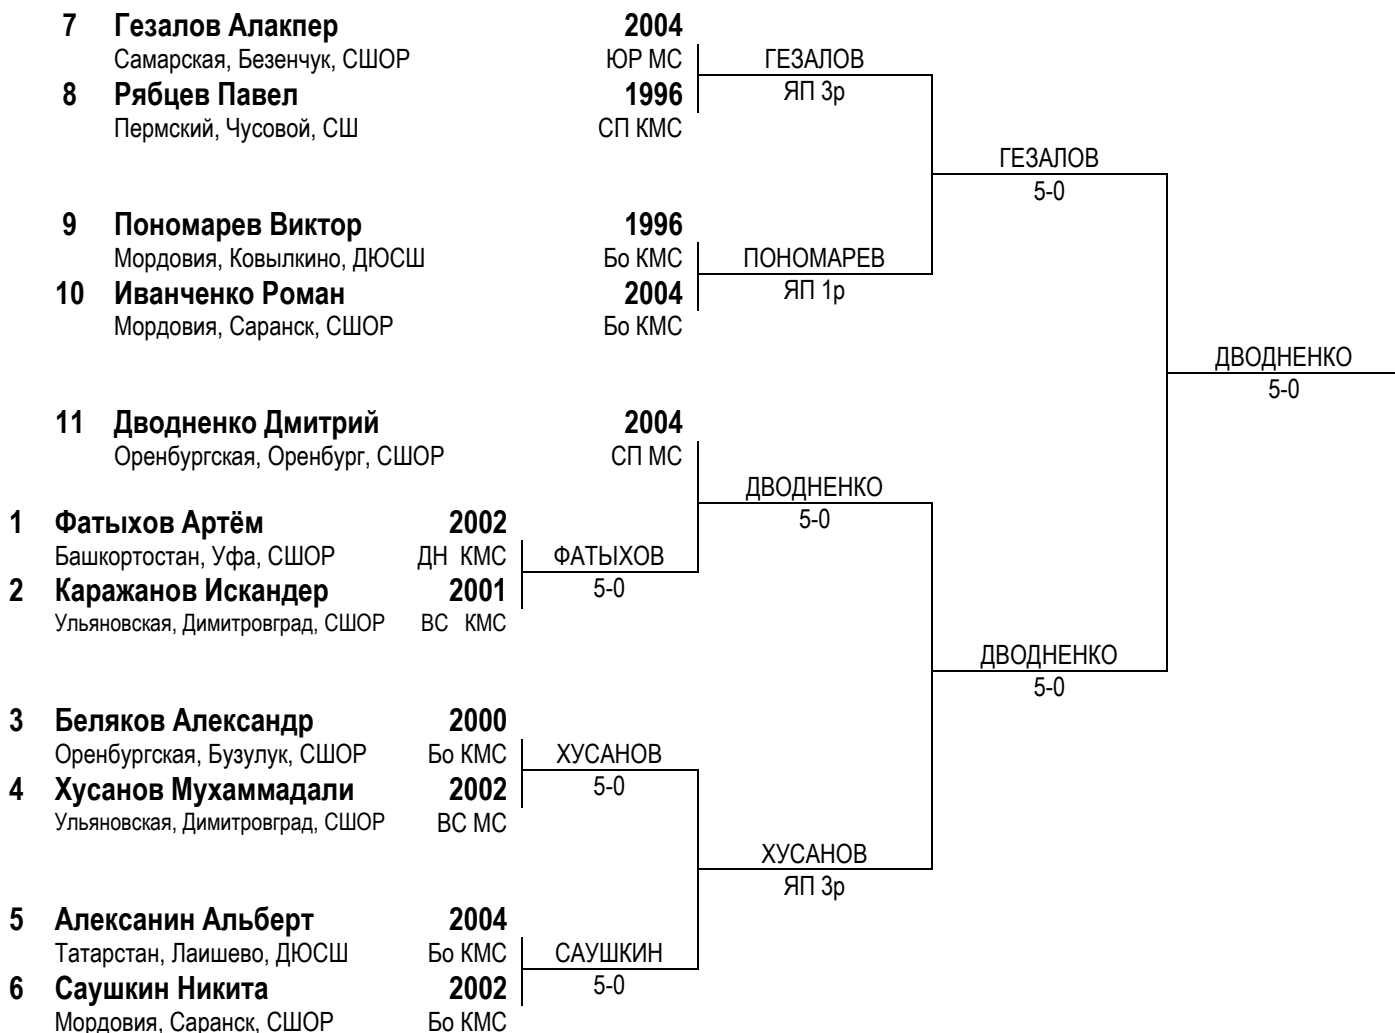 7 Гезалов Алакпер 2004
Самарская, Безенчук, СШОР ЮР МС ГЕЗАЛОВ
8 Рябцев Павел 1996 ЯП 3р
Пермский, Чусовой, СШ СП КМС
ГЕЗАЛОВ
5-0
9 Пономарев Виктор 1996
Мордовия, Ковылкино, ДЮСШ Бо КМС ПОНОМАРЕВ
10 Иванченко Роман 2004 ЯП 1р
Мордовия, Саранск, СШОР Бо КМС
ДВОДНЕНКО
5-0
11 Дводненко Дмитрий 2004
Оренбургская, Оренбург, СШОР СП МС
ДВОДНЕНКО
1 Фатыхов Артём 2002 5-0
Башкортостан, Уфа, СШОР ДН КМС ФАТЫХОВ
2 Каражанов Искандер 2001 5-0
Ульяновская, Димитровград, СШОР ВС КМС
ДВОДНЕНКО
5-0
3 Беляков Александр 2000
Оренбургская, Бузулук, СШОР Бо КМС ХУСАНОВ
4 Хусанов Мухаммадали 2002 5-0
Ульяновская, Димитровград, СШОР ВС МС
ХУСАНОВ
ЯП 3р
5 Алексанин Альберт 2004
Татарстан, Лаишево, ДЮСШ Бо КМС САУШКИН
6 Саушкин Никита 2002 5-0
Мордовия, Саранск, СШОР Бо КМС